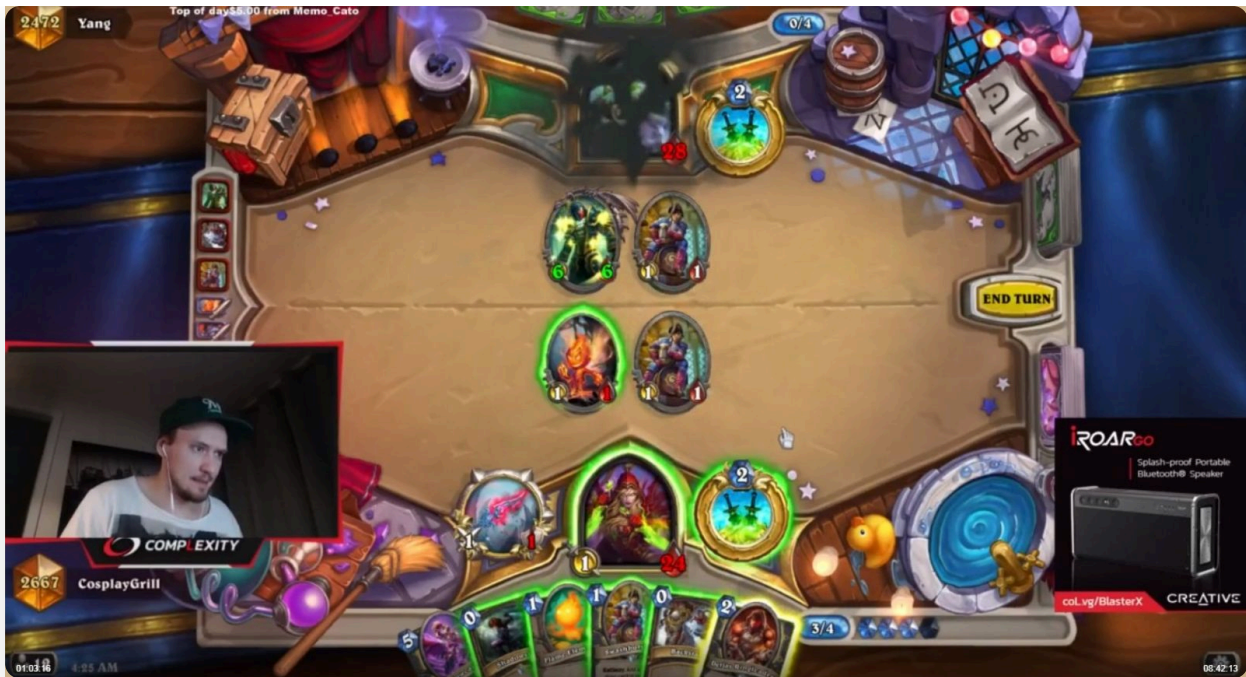 Top of day$5.00 from Memo_Cato
2472 Yang
0/4
2
28
6 6
1 1
END TURN
1 1
1 1
2
1 1
1
24
iROARGO
Splash-proof Portable
Bluetooth® Speaker
COMPLEXITY
2667 CosplayGrill
5
0
1
1
0
2
3/4
col.vg/BlasterX
CREATIVE
01:03:16
4:25 AM
08:42:13